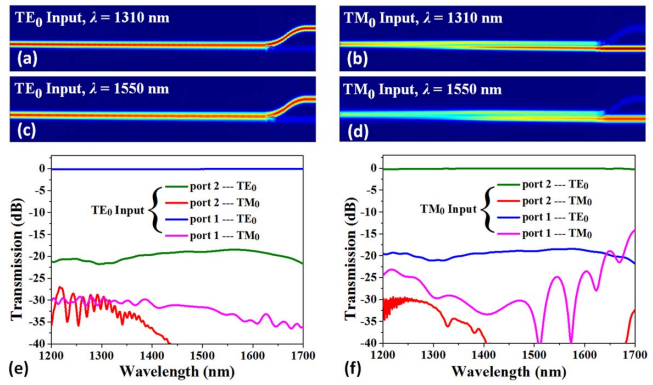 TE0 Input, λ = 1310 nm
(a)
TM0 Input, λ = 1310 nm
(b)
TE0 Input, λ = 1550 nm
(c)
TM0 Input, λ = 1550 nm
(d)
0
-5
-10
-15
-20
-25
-30
-35
-40
Transmission (dB)
TE0 Input
port 2 --- TE0
port 2 --- TM0
port 1 --- TE0
port 1 --- TM0
1200 1300 1400 1500 1600 1700
Wavelength (nm)
(e)
0
-5
-10
-15
-20
-25
-30
-35
-40
Transmission (dB)
TM0 Input
port 2 --- TE0
port 2 --- TM0
port 1 --- TE0
port 1 --- TM0
1200 1300 1400 1500 1600 1700
Wavelength (nm)
(f)